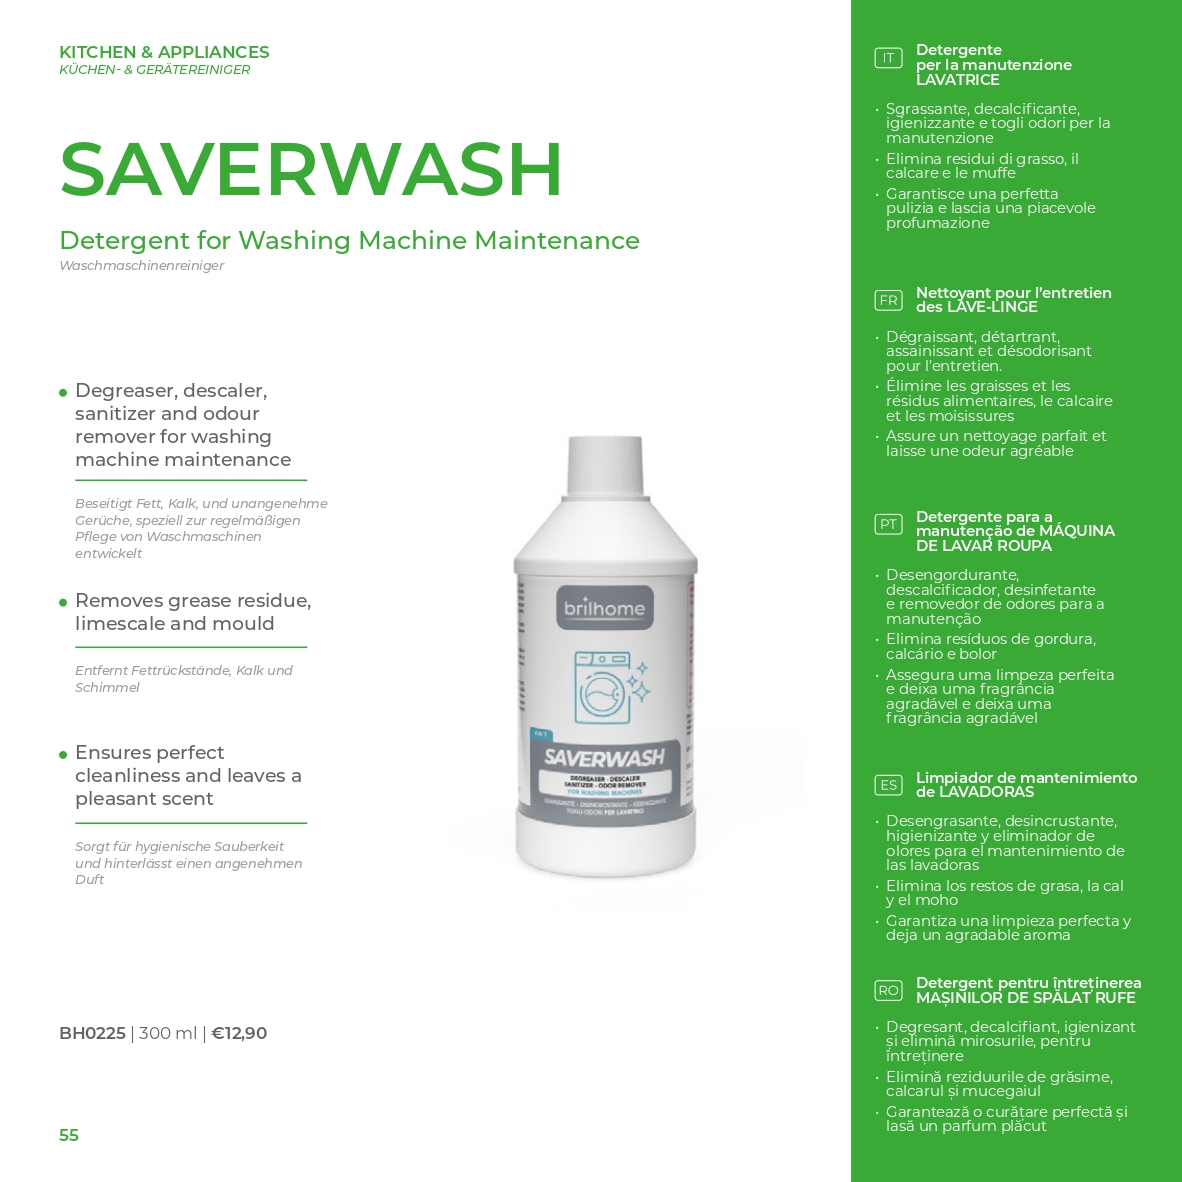 KITCHEN & APPLIANCES
KÜCHEN- & GERÄTEREINIGER
SAVERWASH
Detergent for Washing Machine Maintenance
Waschmaschinenreiniger
Degreaser, descaler,
sanitizer and odour
remover for washing
machine maintenance
Beseitigt Fett, Kalk, und unangenehme
Gerüche, speziell zur regelmäßigen
Pflege von Waschmaschinen
entwickelt
Removes grease residue,
limescale and mould
Entfernt Fettrückstände, Kalk und
Schimmel
Ensures perfect
cleanliness and leaves a
pleasant scent
Sorgt für hygienische Sauberkeit
und hinterlässt einen angenehmen
Duft
brilhome
SAVERWASH
DEGREASER - DESCALER
SANITIZER - ODOR REMOVER
FOR WASHING MACHINES
SGRASSANTE - DISINCROSTANTE - IGIENIZZANTE
TOGLI ODORI PER LAVATRICI
BH0225 | 300 ml | €12,90
55
IT
Detergente
per la manutenzione
LAVATRICE
• Sgrassante, decalcificante,
igienizzante e togli odori per la
manutenzione
• Elimina residui di grasso, il
calcare e le muffe
• Garantisce una perfetta
pulizia e lascia una piacevole
profumazione
FR
Nettoyant pour l’entretien
des LAVE-LINGE
• Dégraissant, détartrant,
assainissant et désodorisant
pour l’entretien.
• Élimine les graisses et les
résidus alimentaires, le calcaire
et les moisissures
• Assure un nettoyage parfait et
laisse une odeur agréable
PT
Detergente para a
manutenção de MÁQUINA
DE LAVAR ROUPA
• Desengordurante,
descalcificador, desinfetante
e removedor de odores para a
manutenção
• Elimina resíduos de gordura,
calcário e bolor
• Assegura uma limpeza perfeita
e deixa uma fragrância
agradável e deixa uma
fragrância agradável
ES
Limpiador de mantenimiento
de LAVADORAS
• Desengrasante, desincrustante,
higienizante y eliminador de
olores para el mantenimiento de
las lavadoras
• Elimina los restos de grasa, la cal
y el moho
• Garantiza una limpieza perfecta y
deja un agradable aroma
RO
Detergent pentru întreținerea
MAȘINILOR DE SPĂLAT RUFE
• Degresant, decalcifiant, igienizant
și elimină mirosurile, pentru
întreținere
• Elimină reziduurile de grăsime,
calcarul și mucegaiul
• Garantează o curățare perfectă și
lasă un parfum plăcut